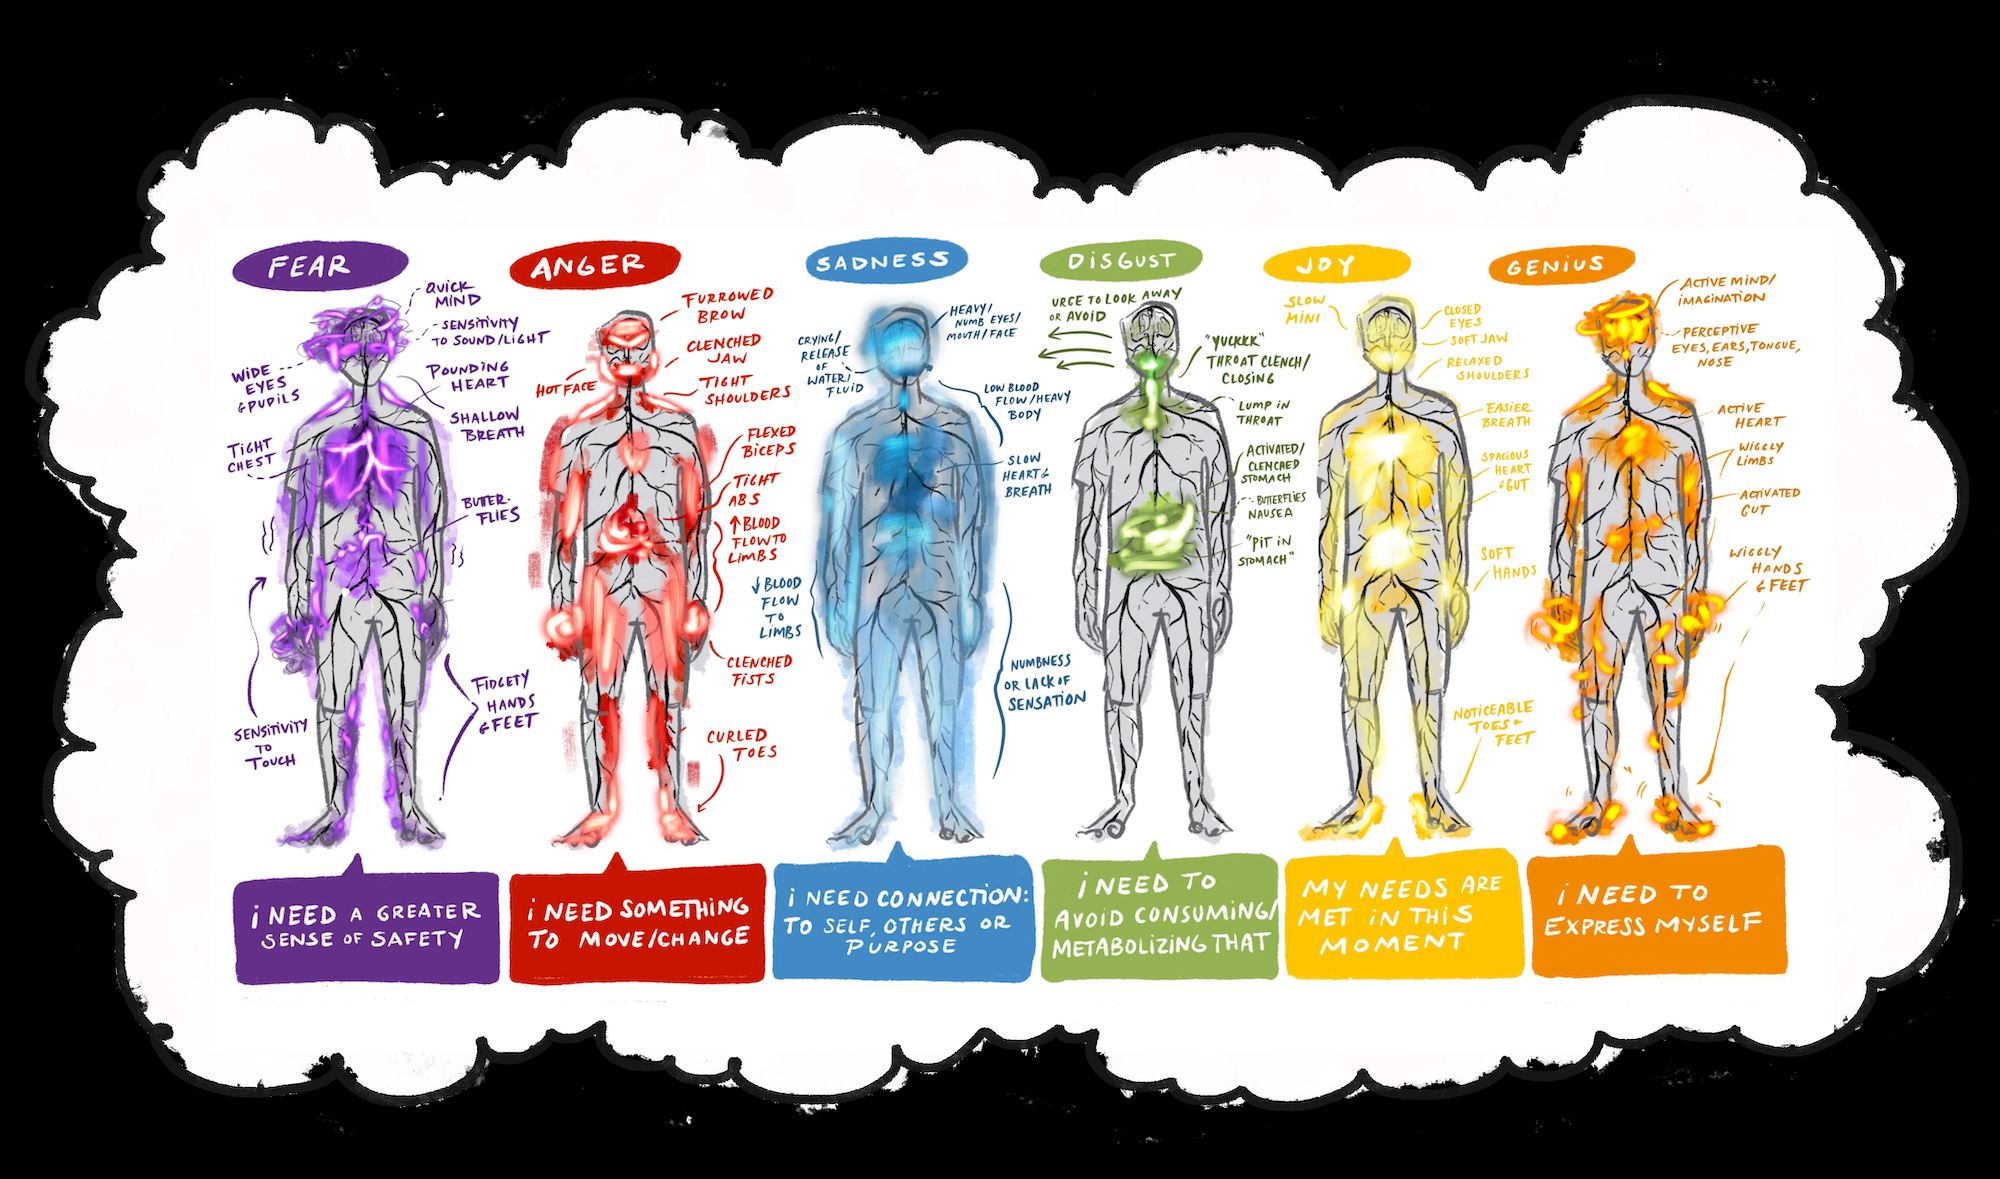 FEAR
QUICK
MIND
SENSITIVITY
TO SOUND/LIGHT
WIDE
EYES
& PUPILS
POUNDING
HEART
SHALLOW
BREATH
TIGHT
CHEST
BUTTER-
FLIES
SENSITIVITY
TO
TOUCH
FIDGETY
HANDS
& FEET
i NEED A GREATER
SENSE OF SAFETY
ANGER
FURROWED
BROW
CLENCHED
JAW
HOT FACE
TIGHT
SHOULDERS
FLEXED
BICEPS
TIGHT
ABS
↑ BLOOD
FLOW TO
LIMBS
CLENCHED
FISTS
CURLED
TOES
i NEED SOMETHING
TO MOVE/CHANGE
SADNESS
HEAVY/
NUMB EYES/
MOUTH/FACE
CRYING/
RELEASE
OF
WATER/
FLUID
LOW BLOOD
FLOW/HEAVY
BODY
SLOW
HEART &
BREATH
↓ BLOOD
FLOW
TO
LIMBS
NUMBNESS
OR LACK OF
SENSATION
i NEED CONNECTION:
TO SELF, OTHERS OR
PURPOSE
DISGUST
URGE TO LOOK AWAY
OR AVOID
"YUCKKK"
THROAT CLENCH/
CLOSING
LUMP IN
THROAT
ACTIVATED/
CLENCHED
STOMACH
BUTTERFLIES
NAUSEA
"PIT IN
STOMACH"
i NEED TO
AVOID CONSUMING/
METABOLIZING THAT
JOY
SLOW
MINI
CLOSED
EYES
SOFT JAW
RELAXED
SHOULDERS
EASIER
BREATH
SPACIOUS
HEART
& GUT
SOFT
HANDS
NOTICEABLE
TOES &
FEET
MY NEEDS ARE
MET IN THIS
MOMENT
GENIUS
ACTIVE MIND/
IMAGINATION
PERCEPTIVE
EYES, EARS, TONGUE,
NOSE
ACTIVE
HEART
WIGGLY
LIMBS
ACTIVATED
GUT
WIGGLY
HANDS
& FEET
i NEED TO
EXPRESS MYSELF